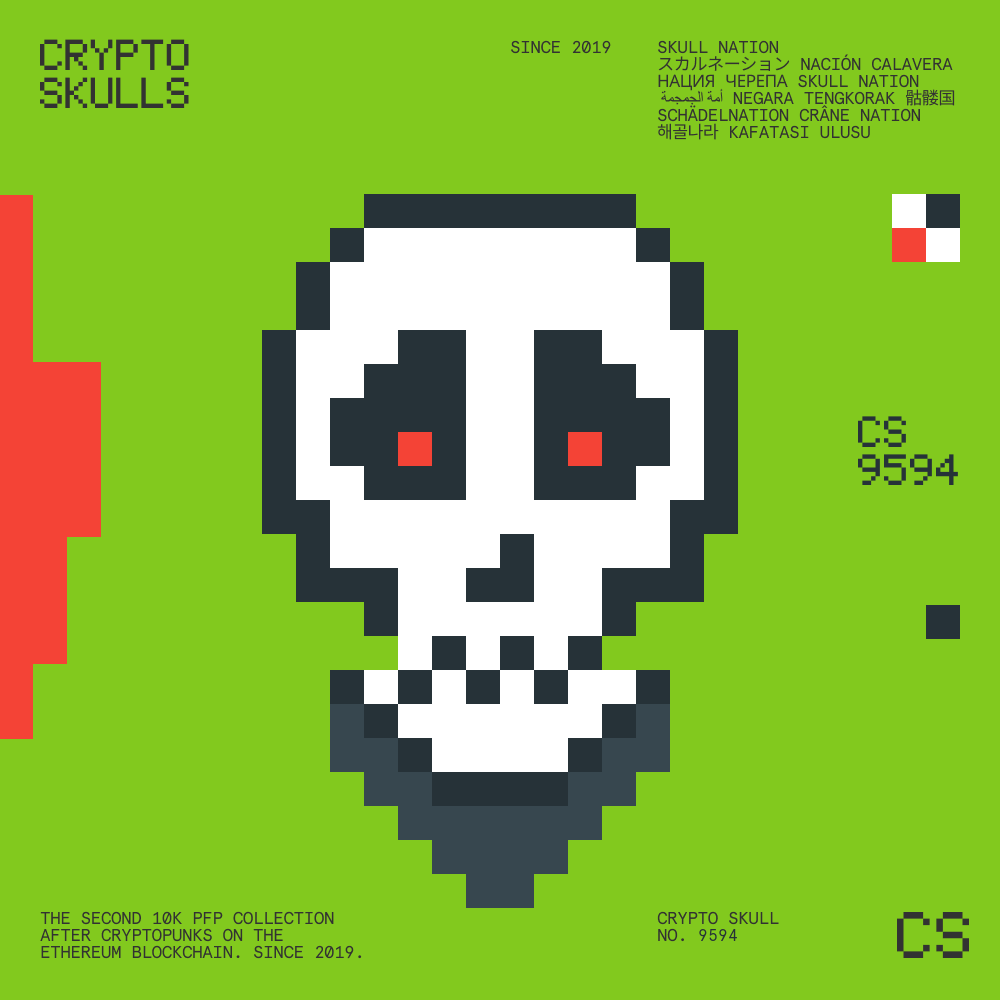 CRYPTO
SKULLS
SINCE 2019
SKULL NATION
スカルネーション NACIÓN CALAVERA
НАЦИЯ ЧЕРЕПА SKULL NATION
أمة الجمجمة NEGARA TENGKORAK 骷髅国
SCHÄDELNATION CRÂNE NATION
해골나라 KAFATASI ULUSU
CS
9594
THE SECOND 10K PFP COLLECTION
AFTER CRYPTOPUNKS ON THE
ETHEREUM BLOCKCHAIN. SINCE 2019.
CRYPTO SKULL
NO. 9594
CS